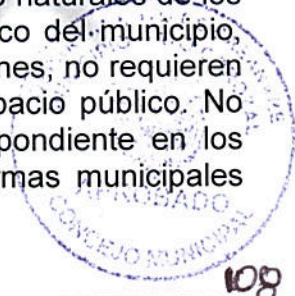 naturales de los
co del municipio,
nes, no requieren
pacio público. No
pondiente en los
mas municipales
APROBADO
CONCEJO MUNICIPAL
108